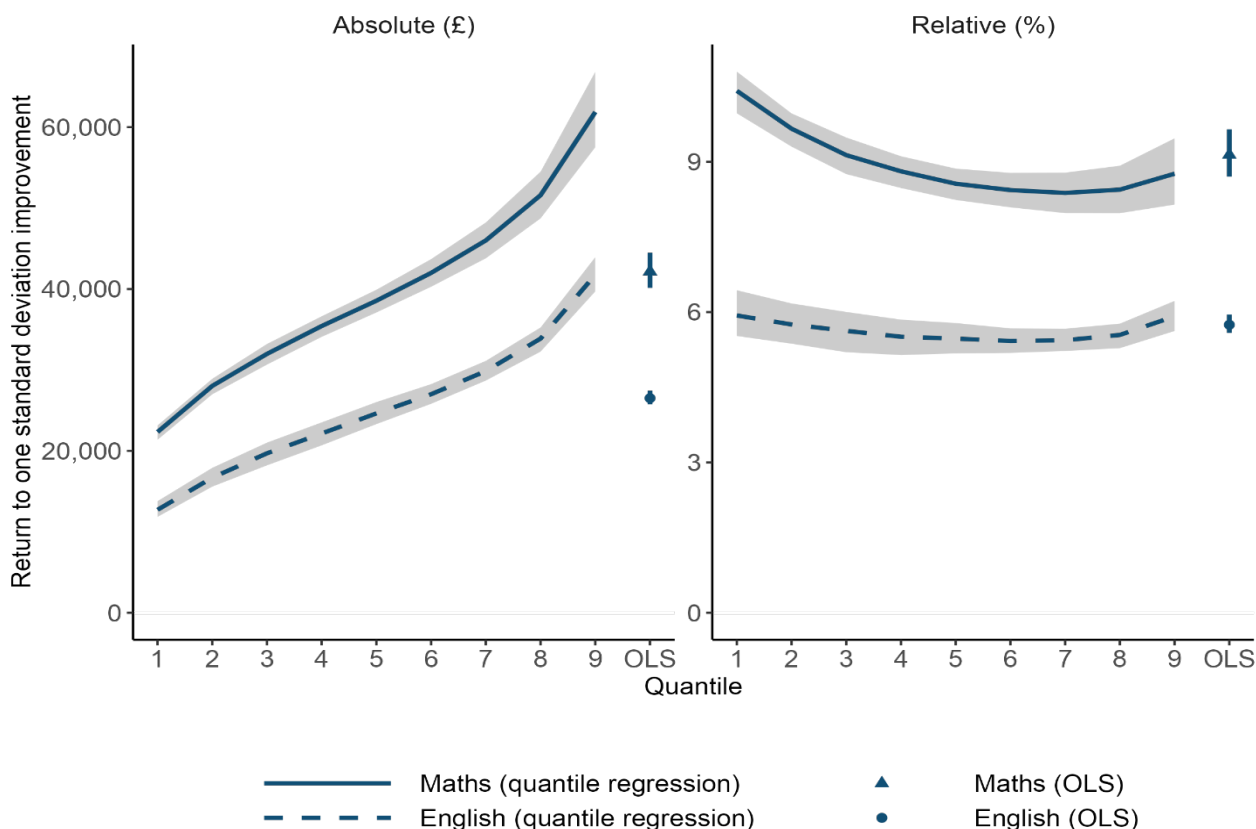 Absolute (£)
Relative (%)
Return to one standard deviation improvement
60,000
40,000
20,000
0
9
6
3
0
1 2 3 4 5 6 7 8 9 OLS
1 2 3 4 5 6 7 8 9 OLS
Quantile
Maths (quantile regression)
Maths (OLS)
English (quantile regression)
English (OLS)